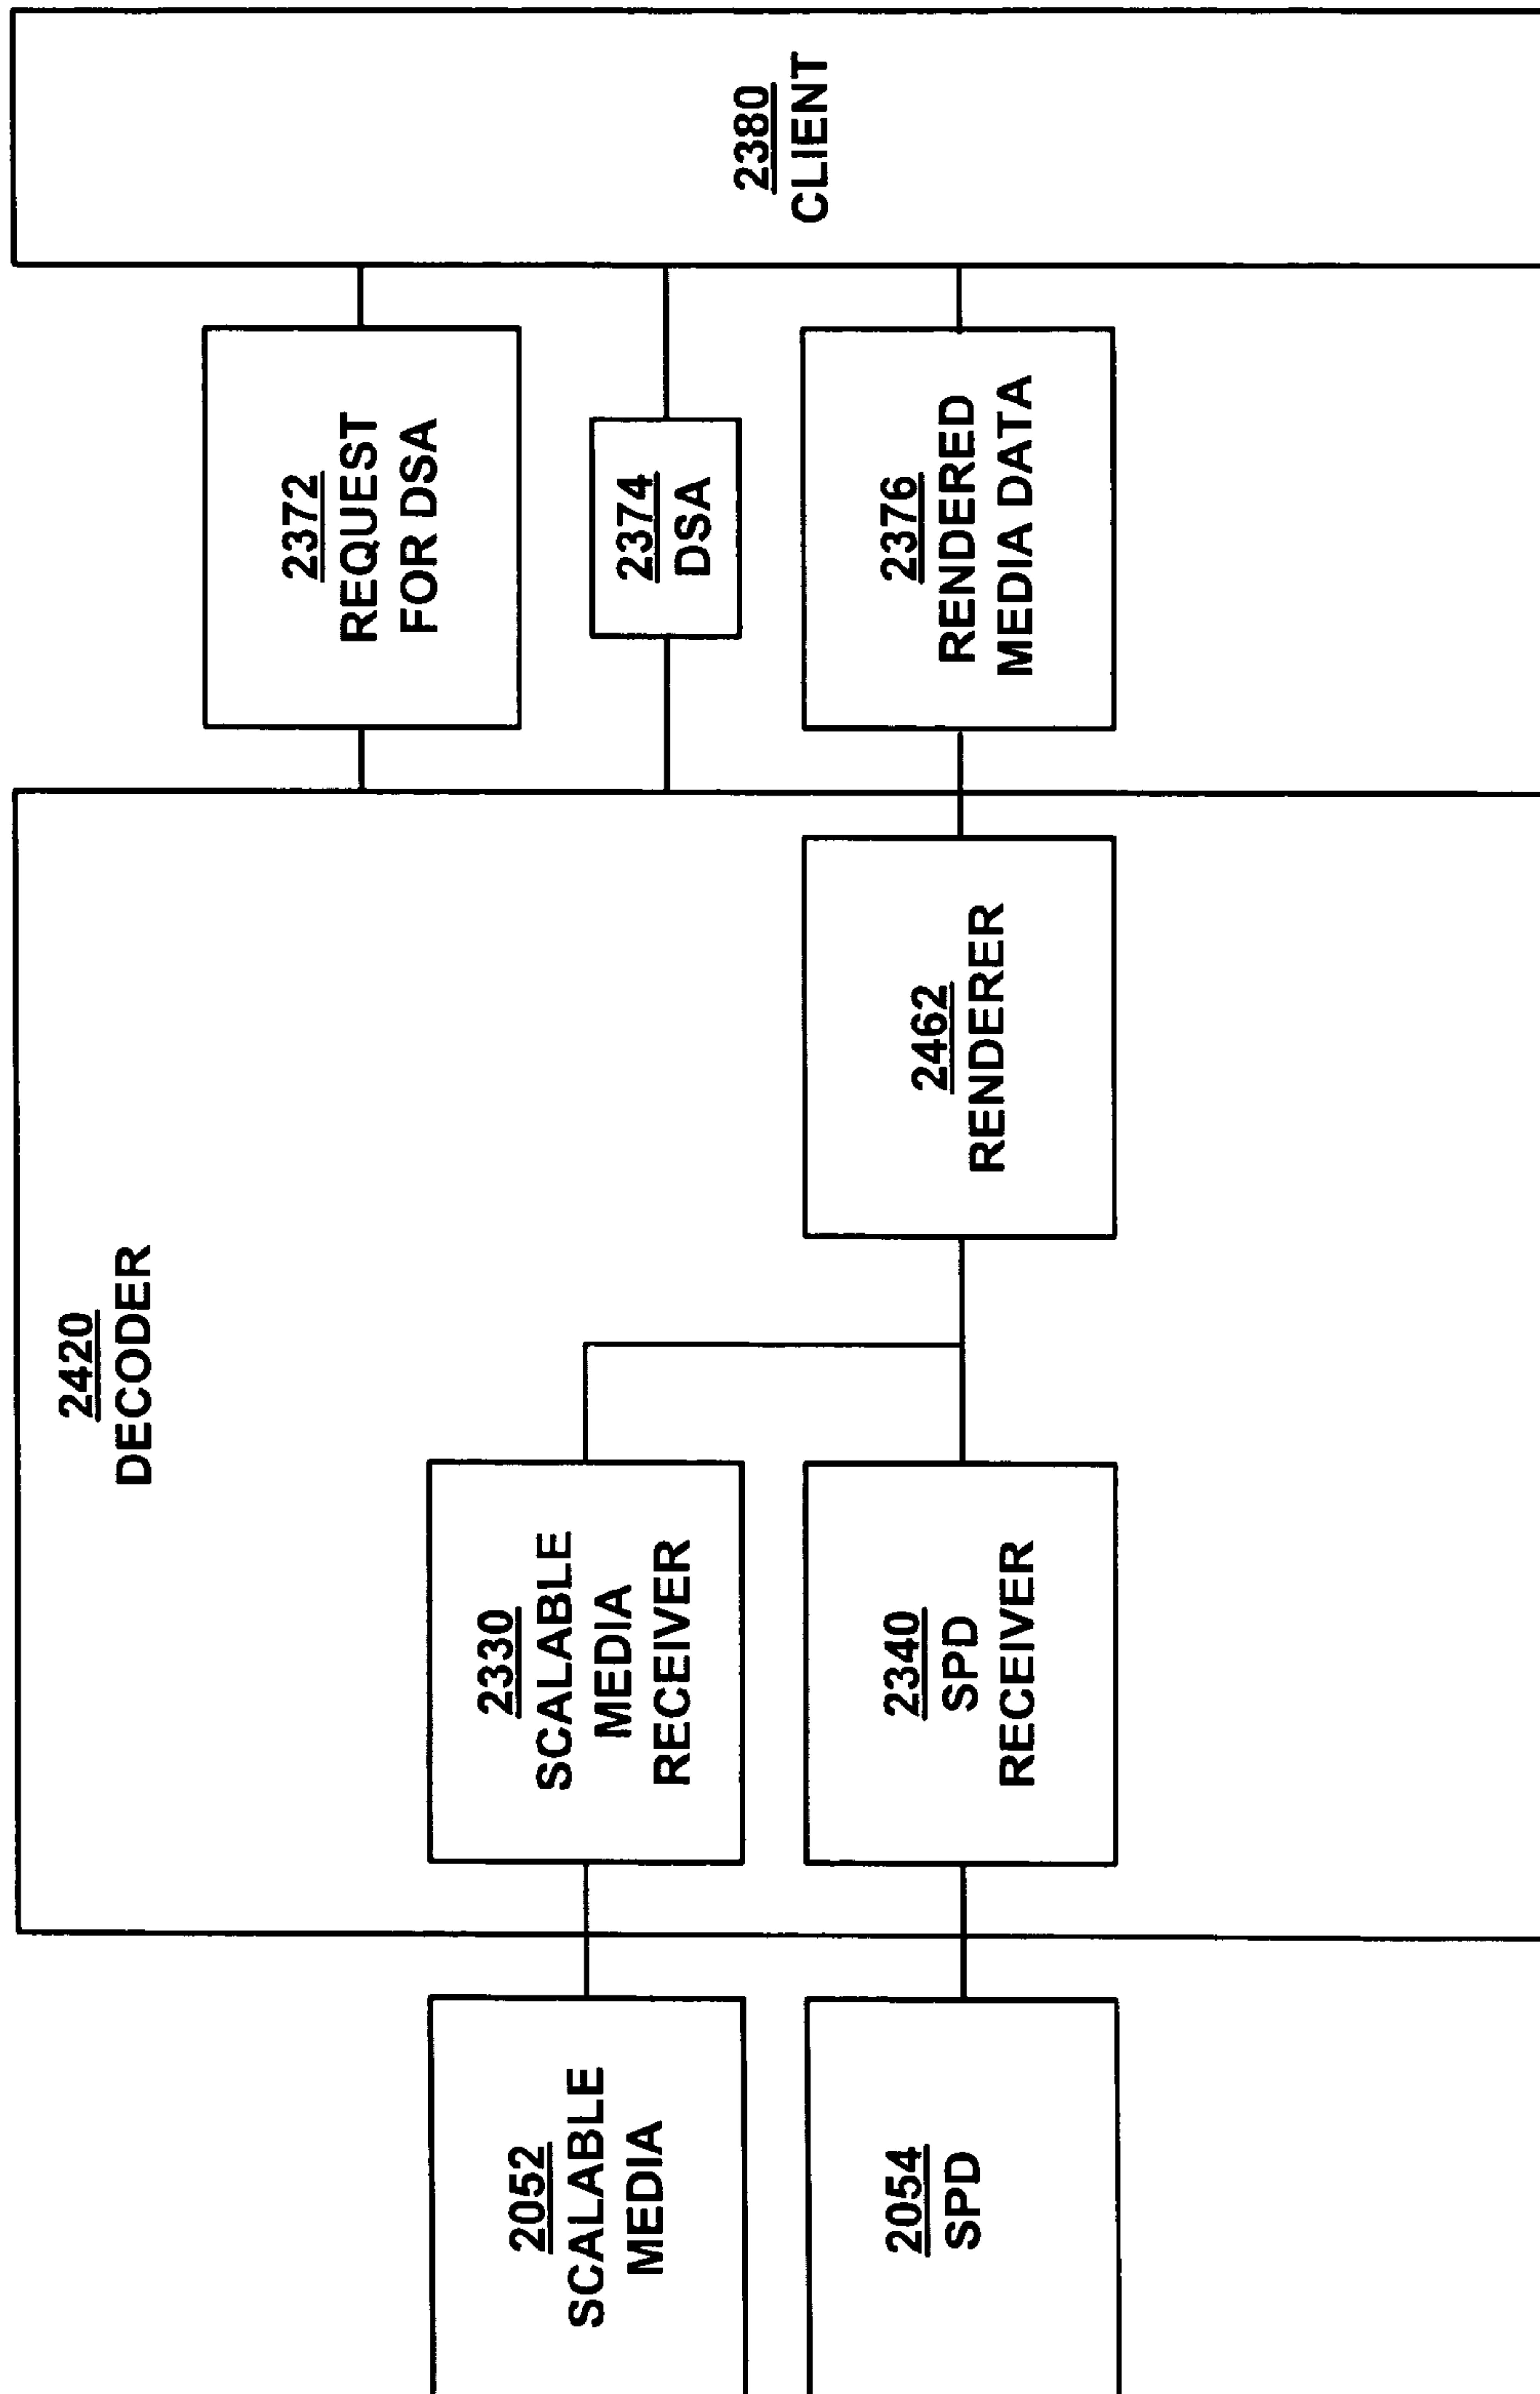 2420
DECODER
2052
SCALABLE
MEDIA
2330
SCALABLE
MEDIA
RECEIVER
2054
SPD
2340
SPD
RECEIVER
2462
RENDERER
2372
REQUEST
FOR DSA
2374
DSA
2376
RENDERED
MEDIA DATA
2380
CLIENT